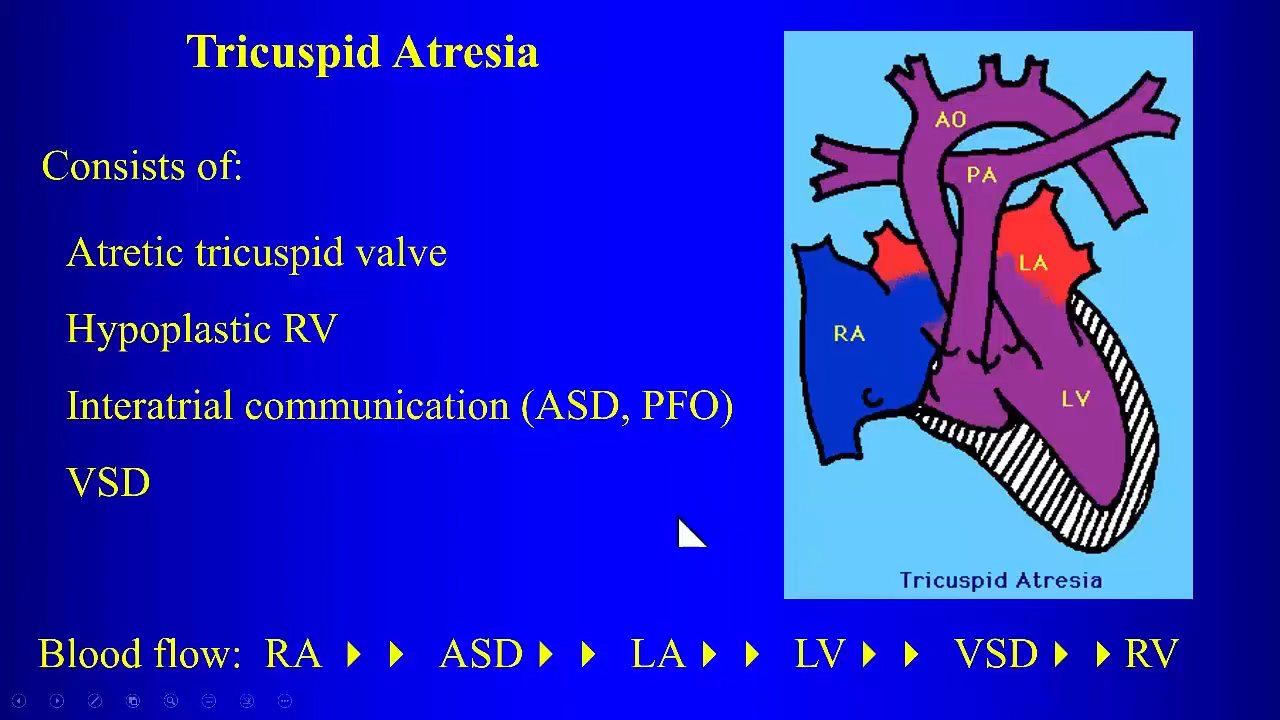 Tricuspid Atresia
Consists of:
Atretic tricuspid valve
Hypoplastic RV
Interatrial communication (ASD, PFO)
VSD
AO
PA
LA
RA
LV
Tricuspid Atresia
Blood flow: RA ASD LA LV VSD RV